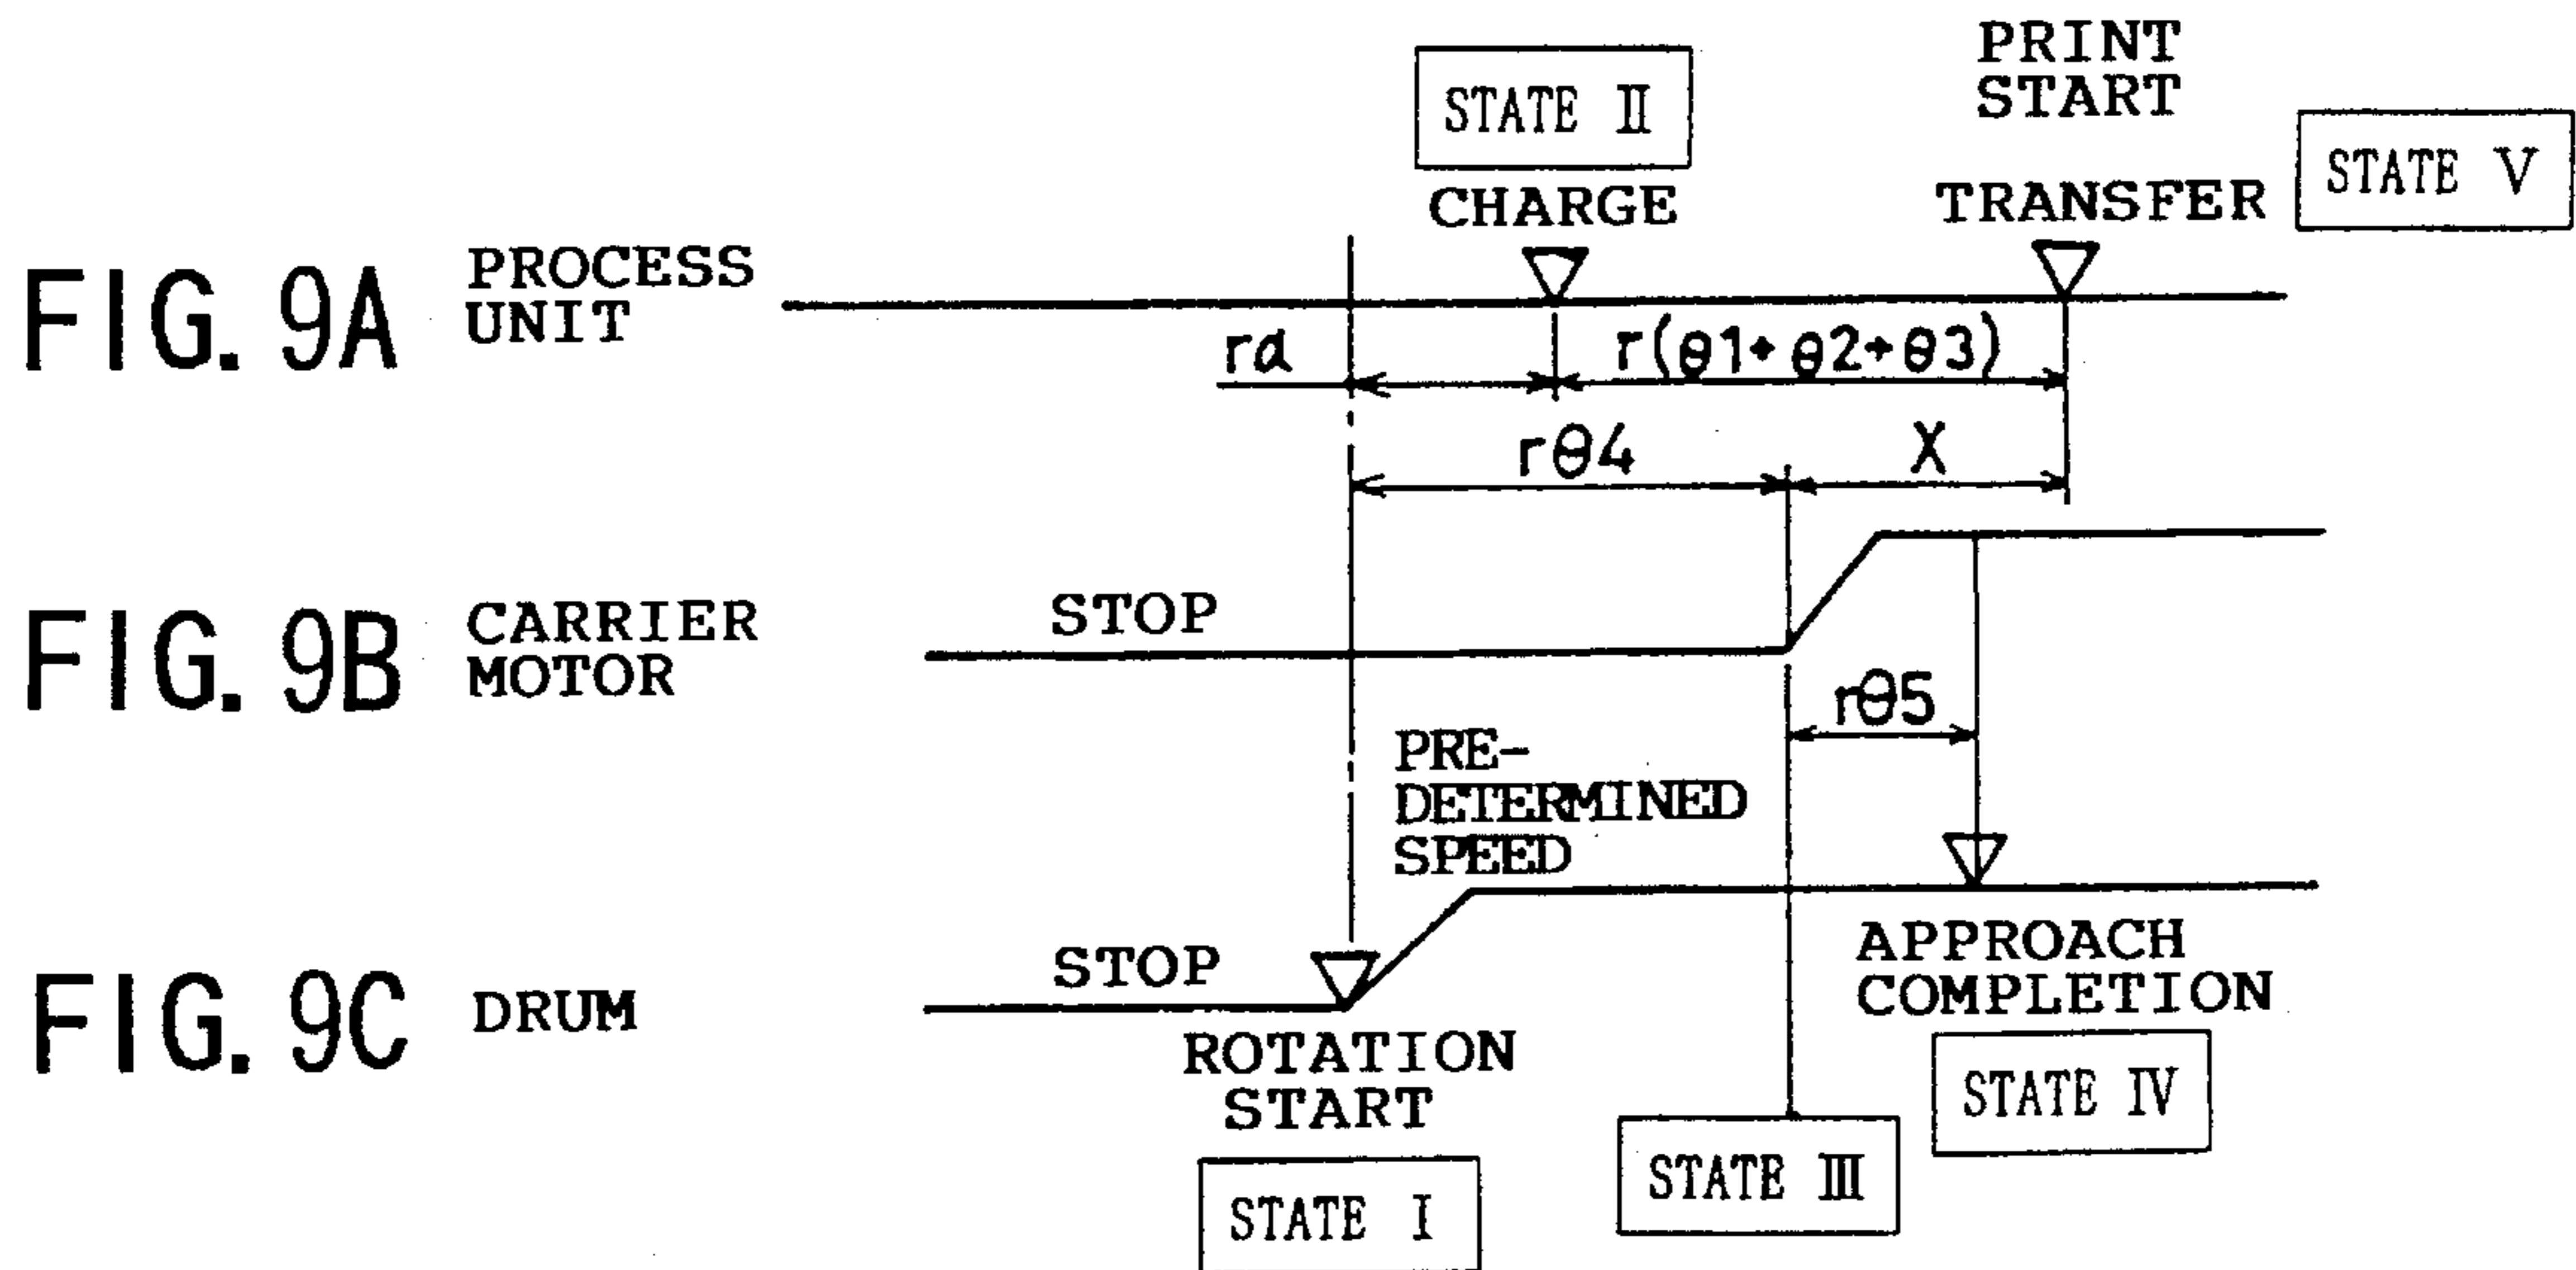 PRINT
START
STATE II
STATE V
CHARGE
TRANSFER
FIG. 9A
PROCESS
UNIT
rα
r(θ1+θ2+θ3)
rθ4
X
FIG. 9B
CARRIER
MOTOR
STOP
rθ5
PRE-
DETERMINED
SPEED
FIG. 9C
DRUM
STOP
APPROACH
COMPLETION
ROTATION
START
STATE IV
STATE III
STATE I